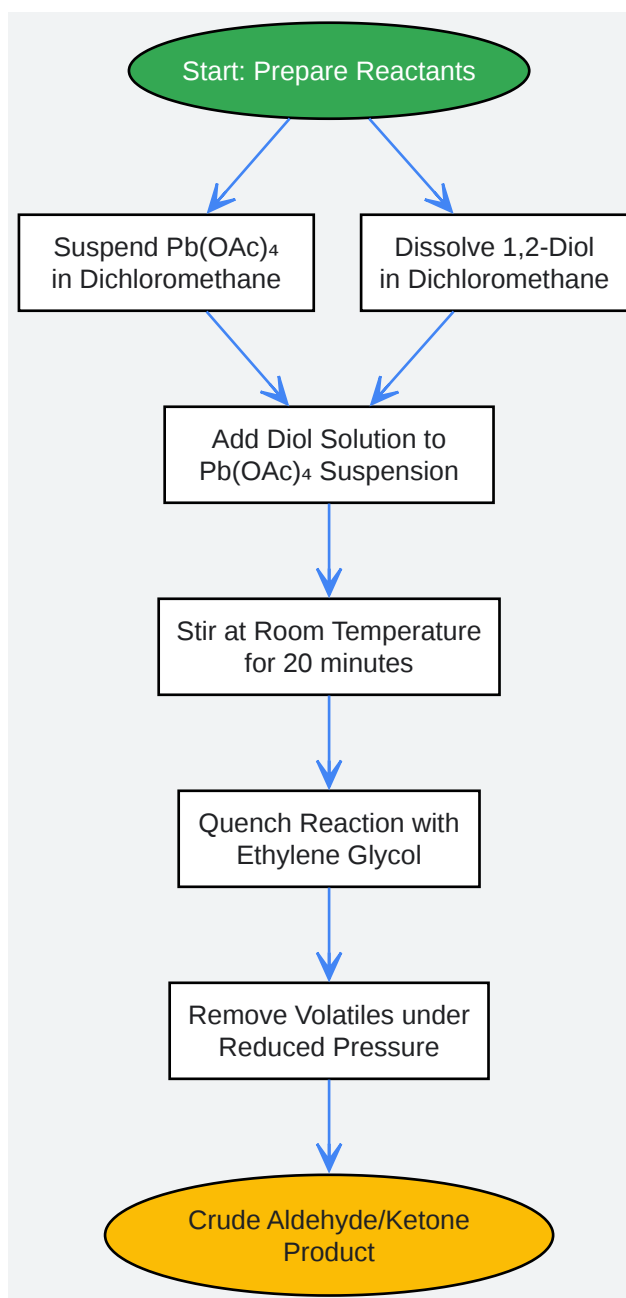 Start: Prepare Reactants
Suspend Pb(OAc)₄
in Dichloromethane
Dissolve 1,2-Diol
in Dichloromethane
Add Diol Solution to
Pb(OAc)₄ Suspension
Stir at Room Temperature
for 20 minutes
Quench Reaction with
Ethylene Glycol
Remove Volatiles under
Reduced Pressure
Crude Aldehyde/Ketone
Product